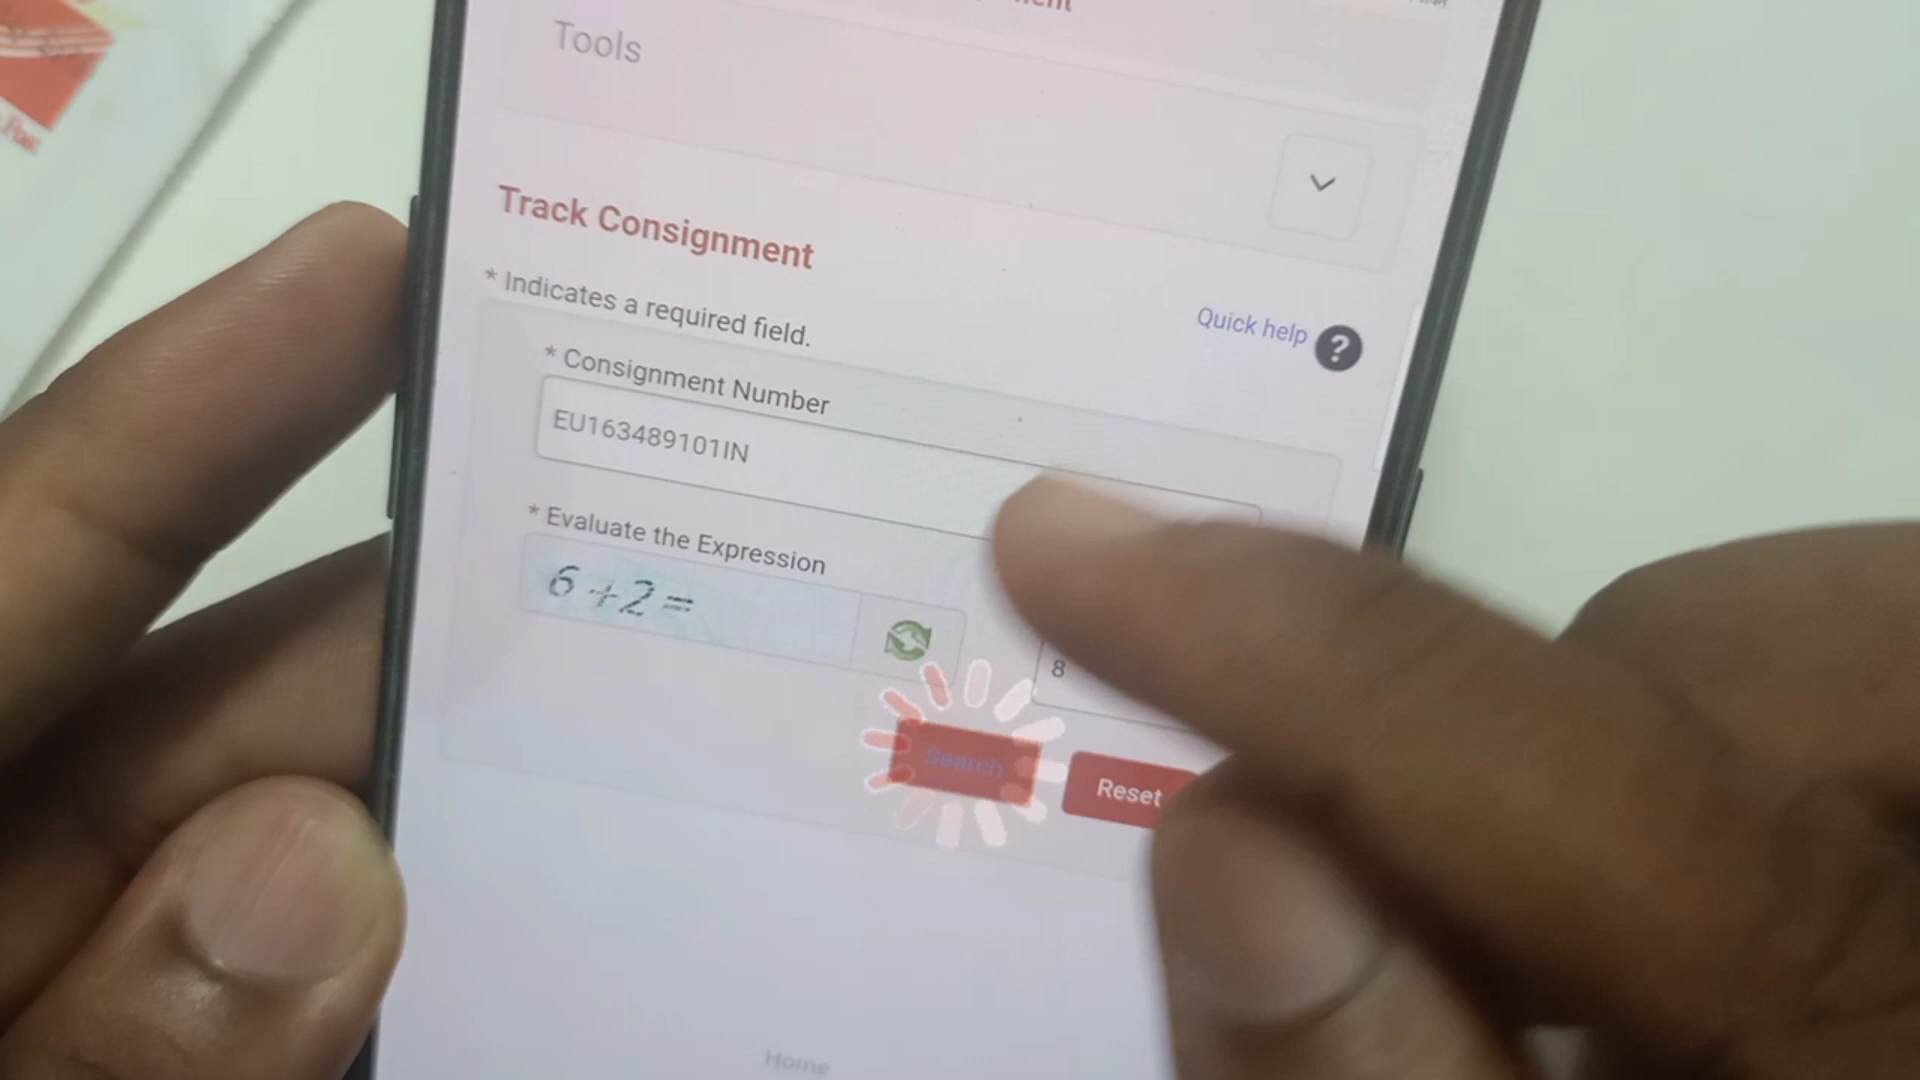 Tools
Track Consignment
* Indicates a required field.
Quick help ?
* Consignment Number
EU163489101IN
* Evaluate the Expression
6+2=
8
Search
Reset
Home